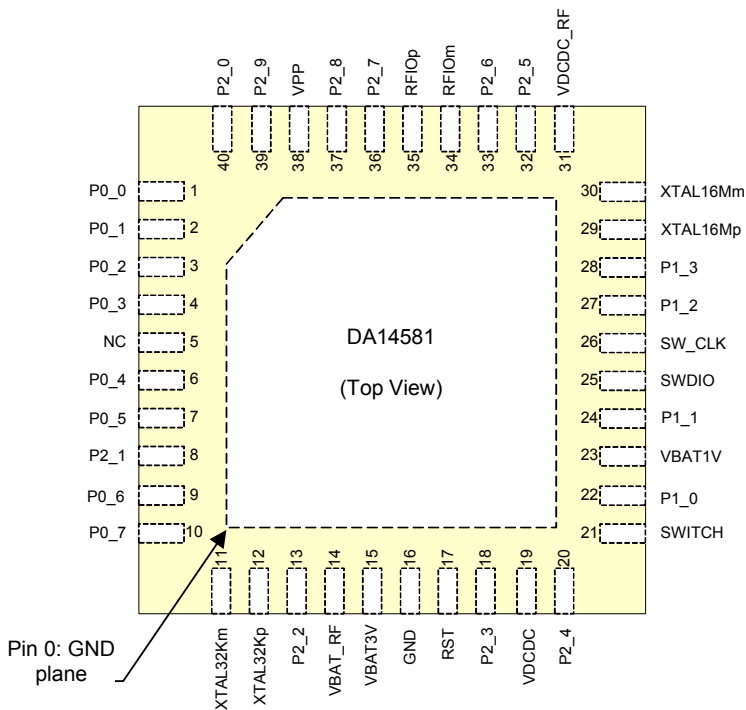 P2_0
P2_9
VPP
P2_8
P2_7
RFIOp
RFIOm
P2_6
P2_5
VDCDC_RF
40
39
38
37
36
35
34
33
32
31
P0_0 1
P0_1 2
P0_2 3
P0_3 4
NC 5
P0_4 6
P0_5 7
P2_1 8
P0_6 9
P0_7 10
DA14581
(Top View)
30 XTAL16Mm
29 XTAL16Mp
28 P1_3
27 P1_2
26 SW_CLK
25 SWDIO
24 P1_1
23 VBAT1V
22 P1_0
21 SWITCH
11
12
13
14
15
16
17
18
19
20
XTAL32Km
XTAL32Kp
P2_2
VBAT_RF
VBAT3V
GND
RST
P2_3
VDCDC
P2_4
Pin 0: GND
plane